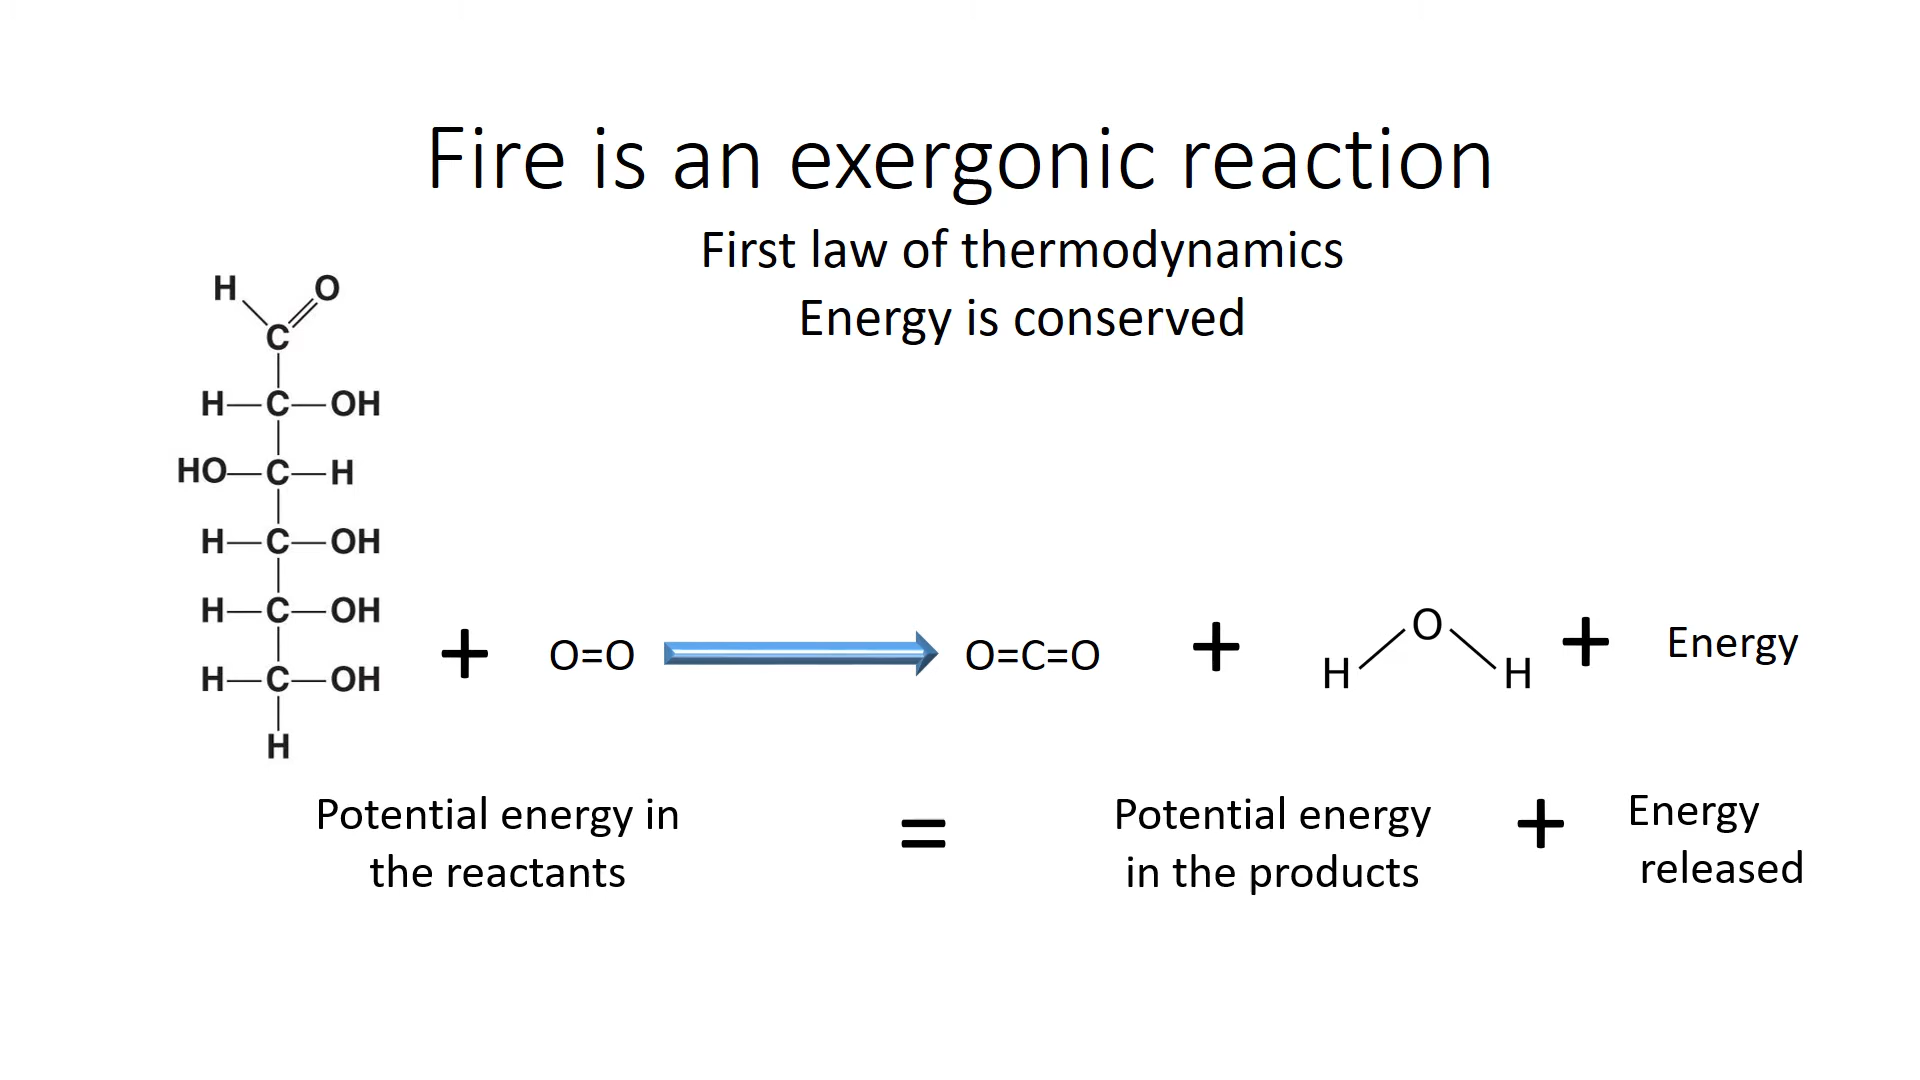 Fire is an exergonic reaction
First law of thermodynamics
Energy is conserved
H O
C
H—C—OH
HO—C—H
H—C—OH
H—C—OH
H—C—OH
H
+ O=O O=C=O + H O H + Energy
Potential energy in
the reactants
=
Potential energy
in the products
+
Energy
released